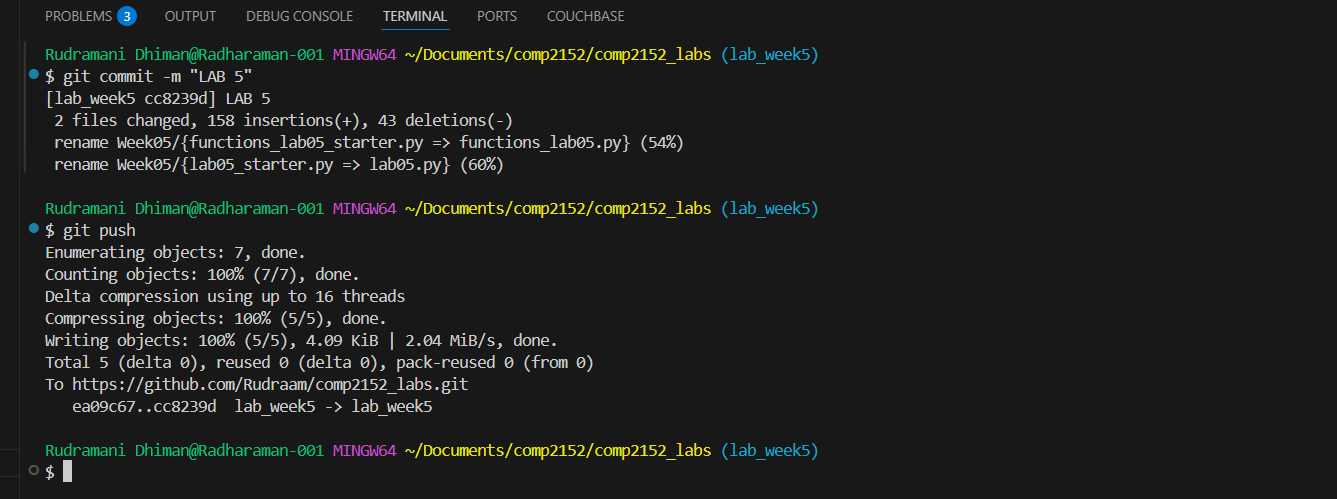 PROBLEMS 3 OUTPUT DEBUG CONSOLE TERMINAL PORTS COUCHBASE
Rudramani Dhiman@Radharaman-001 MINGW64 ~/Documents/comp2152/comp2152_labs (lab_week5)
$ git commit -m "LAB 5"
[lab_week5 cc8239d] LAB 5
 2 files changed, 158 insertions(+), 43 deletions(-)
 rename Week05/{functions_lab05_starter.py => functions_lab05.py} (54%)
 rename Week05/{lab05_starter.py => lab05.py} (60%)
Rudramani Dhiman@Radharaman-001 MINGW64 ~/Documents/comp2152/comp2152_labs (lab_week5)
$ git push
Enumerating objects: 7, done.
Counting objects: 100% (7/7), done.
Delta compression using up to 16 threads
Compressing objects: 100% (5/5), done.
Writing objects: 100% (5/5), 4.09 KiB | 2.04 MiB/s, done.
Total 5 (delta 0), reused 0 (delta 0), pack-reused 0 (from 0)
To https://github.com/Rudraam/comp2152_labs.git
   ea09c67..cc8239d  lab_week5 -> lab_week5
Rudramani Dhiman@Radharaman-001 MINGW64 ~/Documents/comp2152/comp2152_labs (lab_week5)
$